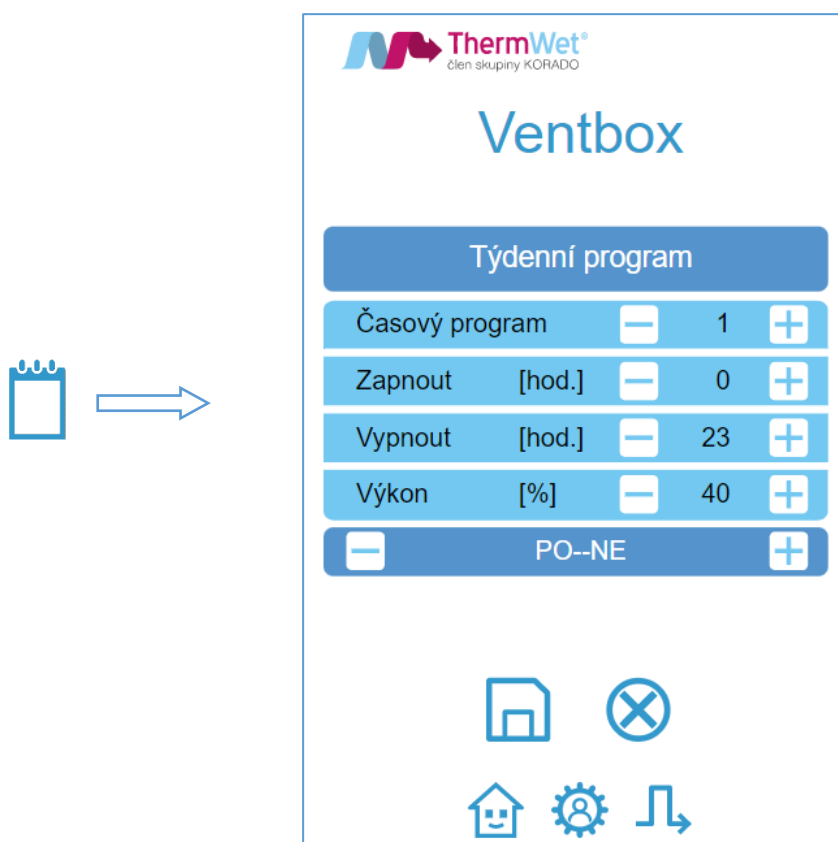 ThermWet®
člen skupiny KORADO
Ventbox
Týdenní program
Časový program 1
Zapnout [hod.] 0
Vypnout [hod.] 23
Výkon [%] 40
PO--NE